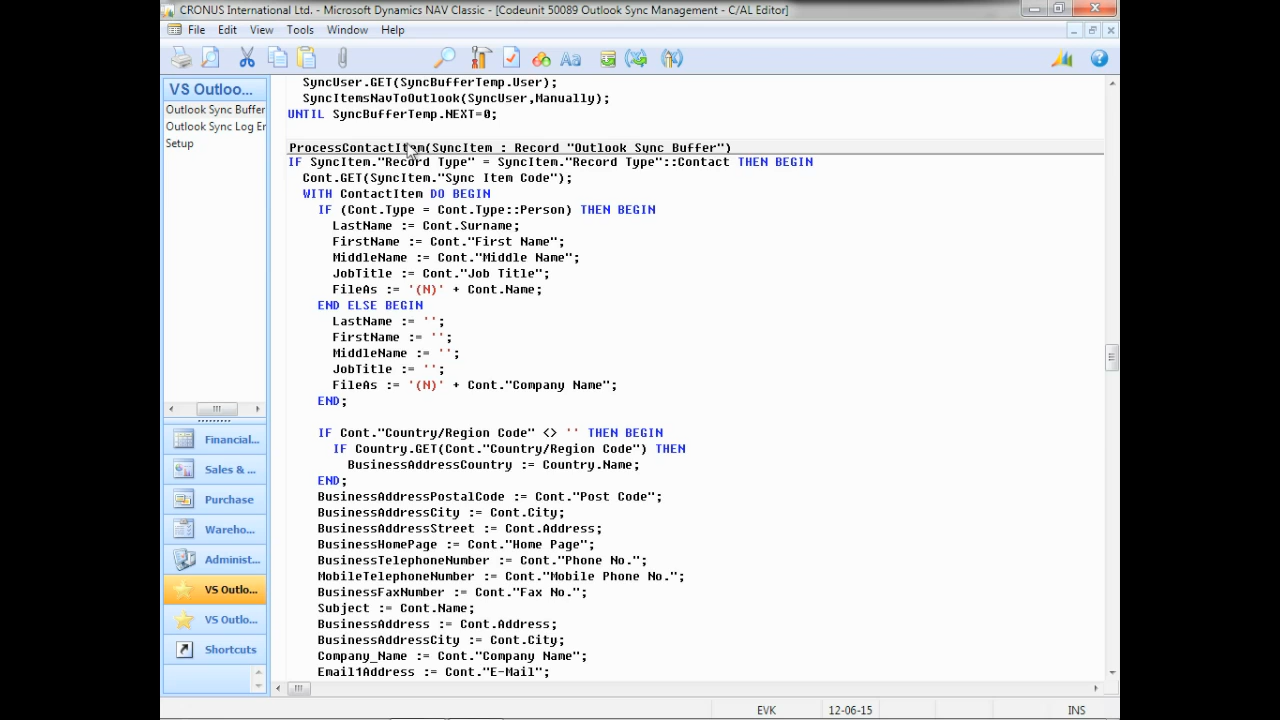 CRONUS International Ltd. - Microsoft Dynamics NAV Classic - [Codeunit 50089 Outlook Sync Management - C/AL Editor]
File Edit View Tools Window Help
VS Outloo...
Outlook Sync Buffer
Outlook Sync Log Er
Setup
Financial...
Sales & ...
Purchase
Wareho...
Administ...
VS Outlo...
VS Outlo...
Shortcuts
SyncUser.GET(SyncBufferTemp.User);
SyncItemsNavToOutlook(SyncUser,Manually);
UNTIL SyncBufferTemp.NEXT=0;
ProcessContactItem(SyncItem : Record "Outlook Sync Buffer")
IF SyncItem."Record Type" = SyncItem."Record Type"::Contact THEN BEGIN
Cont.GET(SyncItem."Sync Item Code");
WITH ContactItem DO BEGIN
IF (Cont.Type = Cont.Type::Person) THEN BEGIN
LastName := Cont.Surname;
FirstName := Cont."First Name";
MiddleName := Cont."Middle Name";
JobTitle := Cont."Job Title";
FileAs := '(N)' + Cont.Name;
END ELSE BEGIN
LastName := '';
FirstName := '';
MiddleName := '';
JobTitle := '';
FileAs := '(N)' + Cont."Company Name";
END;
IF Cont."Country/Region Code" <> '' THEN BEGIN
IF Country.GET(Cont."Country/Region Code") THEN
BusinessAddressCountry := Country.Name;
END;
BusinessAddressPostalCode := Cont."Post Code";
BusinessAddressCity := Cont.City;
BusinessAddressStreet := Cont.Address;
BusinessHomePage := Cont."Home Page";
BusinessTelephoneNumber := Cont."Phone No.";
MobileTelephoneNumber := Cont."Mobile Phone No.";
BusinessFaxNumber := Cont."Fax No.";
Subject := Cont.Name;
BusinessAddress := Cont.Address;
BusinessAddressCity := Cont.City;
Company_Name := Cont."Company Name";
Email1Address := Cont."E-Mail";
EVK 12-06-15 INS